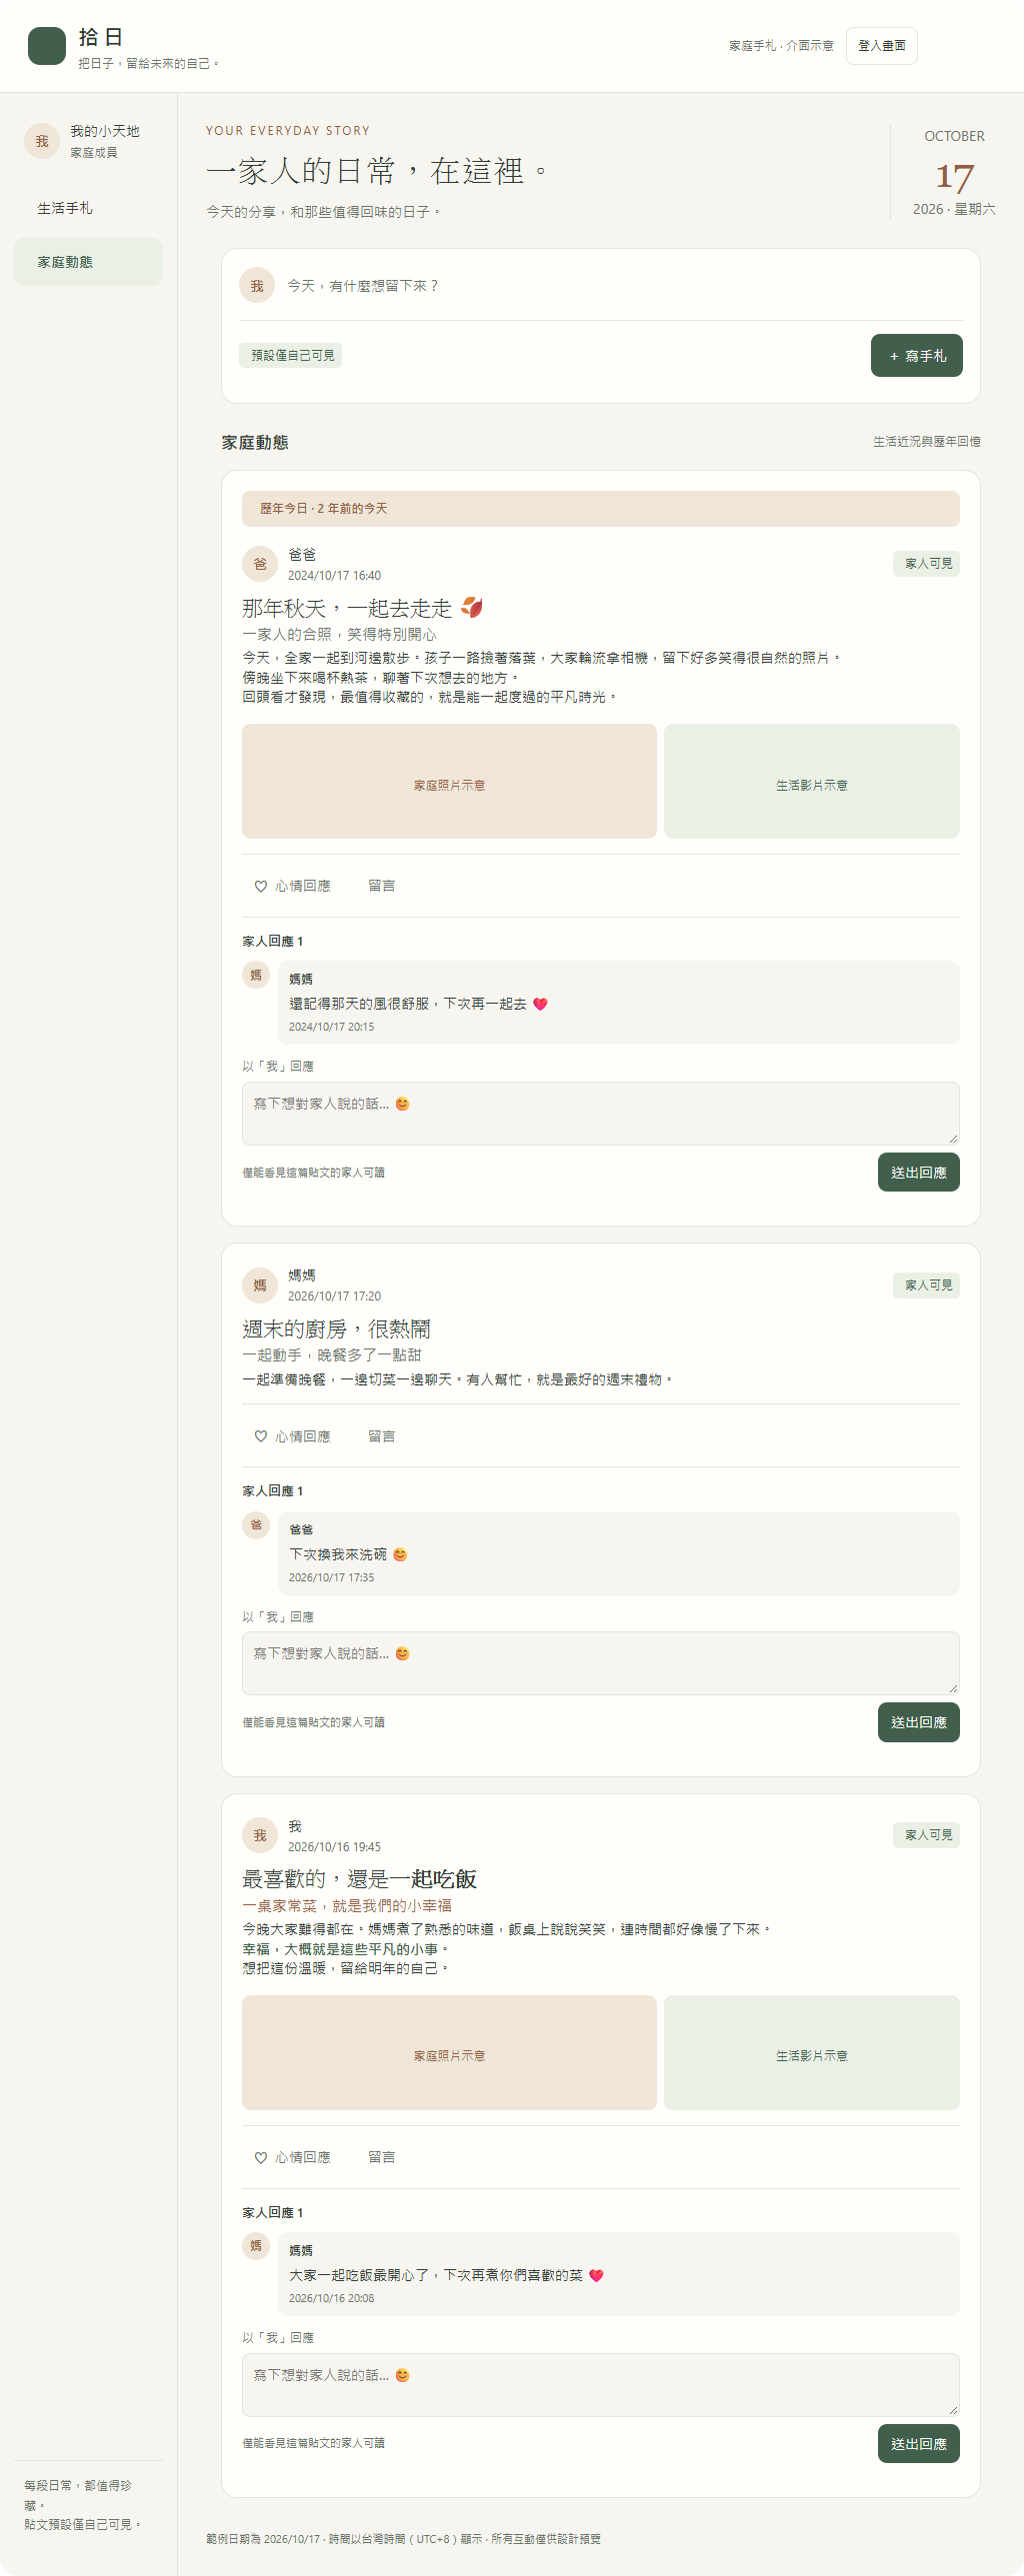 拾日
把日子，留給未來的自己。
家庭手札 · 介面示意
登入畫面
我
我的小天地
家庭成員
生活手札
家庭動態
YOUR EVERYDAY STORY
一家人的日常，在這裡。
今天的分享，和那些值得回味的日子。
OCTOBER
17
2026 · 星期六
我
今天，有什麼想留下來？
預設僅自己可見
+ 寫手札
家庭動態
生活近況與歷年回憶
歷年今日 · 2 年前的今天
爸
爸爸
2024/10/17 16:40
家人可見
那年秋天，一起去走走 🍂
一家人的合照，笑得特別開心
今天，全家一起到河邊散步。孩子一路撿著落葉，大家輪流拿相機，留下好多笑得很自然的照片。
傍晚坐下來喝杯熱茶，聊著下次想去的地方。
回頭看才發現，最值得收藏的，就是能一起度過的平凡時光。
家庭照片示意
生活影片示意
♡ 心情回應
留言
家人回應 1
媽
媽媽
還記得那天的風很舒服，下次再一起去 ❤️
2024/10/17 20:15
以「我」回應
寫下想對家人說的話… 😊
僅能看見這篇貼文的家人可讀
送出回應
媽
媽媽
2026/10/17 17:20
家人可見
週末的廚房，很熱鬧
一起動手，晚餐多了一點甜
一起準備晚餐，一邊切菜一邊聊天。有人幫忙，就是最好的週末禮物。
♡ 心情回應
留言
家人回應 1
爸
爸爸
下次換我來洗碗 😊
2026/10/17 17:35
以「我」回應
寫下想對家人說的話… 😊
僅能看見這篇貼文的家人可讀
送出回應
我
我
2026/10/16 19:45
家人可見
最喜歡的，還是一起吃飯
一桌家常菜，就是我們的小幸福
今晚大家難得都在。媽媽煮了熟悉的味道，飯桌上說說笑笑，連時間都好像慢了下來。
幸福，大概就是這些平凡的小事。
想把這份溫暖，留給明年的自己。
家庭照片示意
生活影片示意
♡ 心情回應
留言
家人回應 1
媽
媽媽
大家一起吃飯最開心了，下次再煮你們喜歡的菜 ❤️
2026/10/16 20:08
以「我」回應
寫下想對家人說的話… 😊
僅能看見這篇貼文的家人可讀
送出回應
每段日常，都值得珍
藏。
貼文預設僅自己可見。
範例日期為 2026/10/17 · 時間以台灣時間（UTC+8）顯示 · 所有互動僅供設計預覽